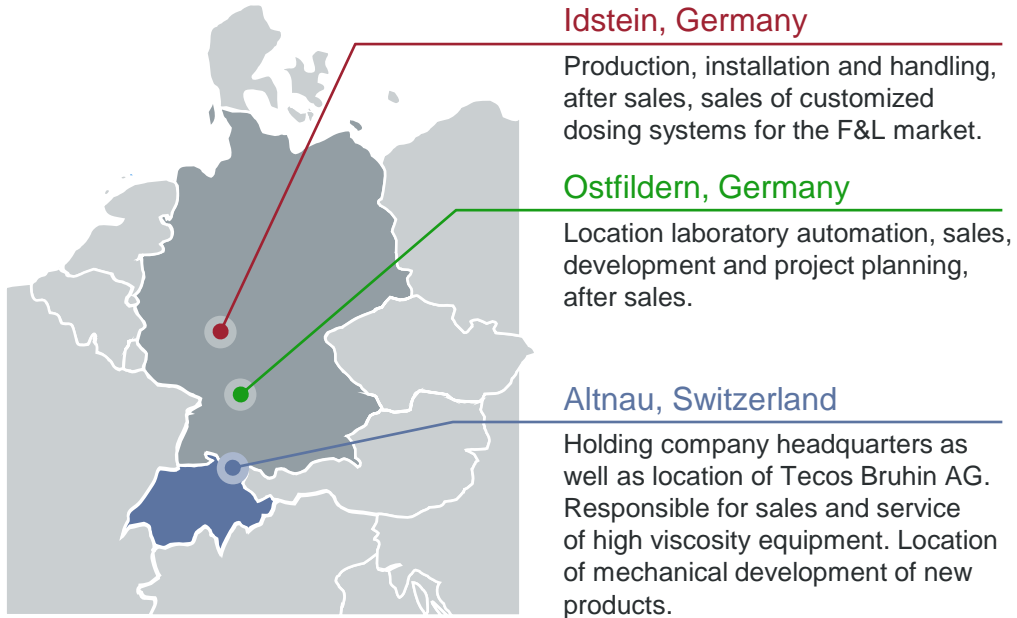 Idstein, Germany
Production, installation and handling,
after sales, sales of customized
dosing systems for the F&L market.
Ostfildern, Germany
Location laboratory automation, sales,
development and project planning,
after sales.
Altnau, Switzerland
Holding company headquarters as
well as location of Tecos Bruhin AG.
Responsible for sales and service
of high viscosity equipment. Location
of mechanical development of new
products.